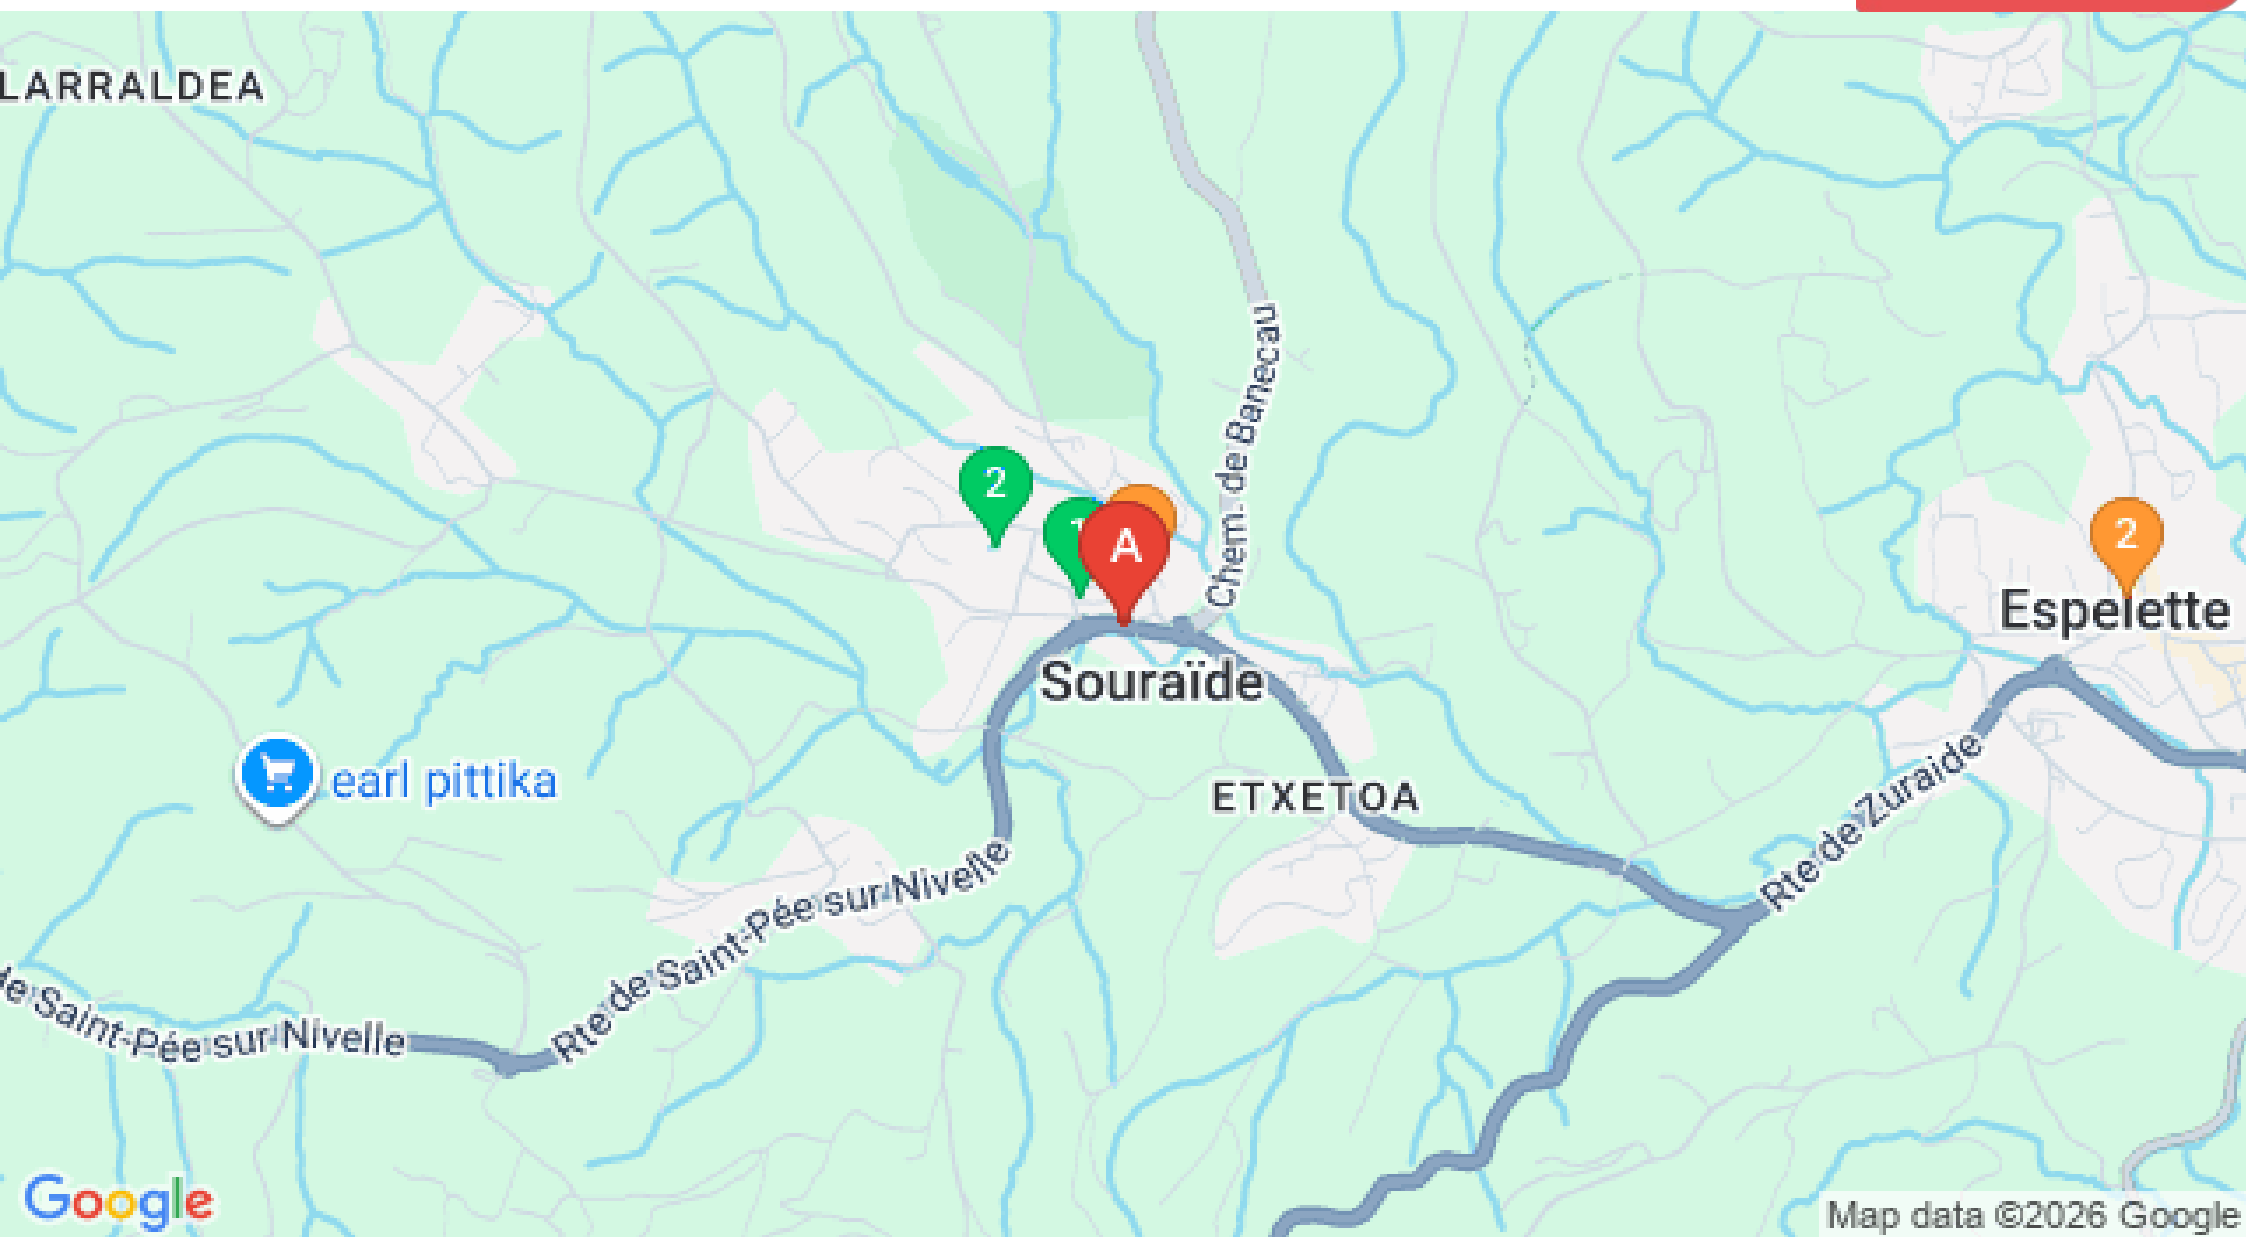 LARRALDEA
Chem. de Banecau
2
1
A
2
Espelette
Souraïde
earl pittika
ETXETOA
Rte de Zuraide
Rte de Saint-Pée sur Nivelle
de Saint-Pée sur Nivelle
Google
Map data ©2026 Google